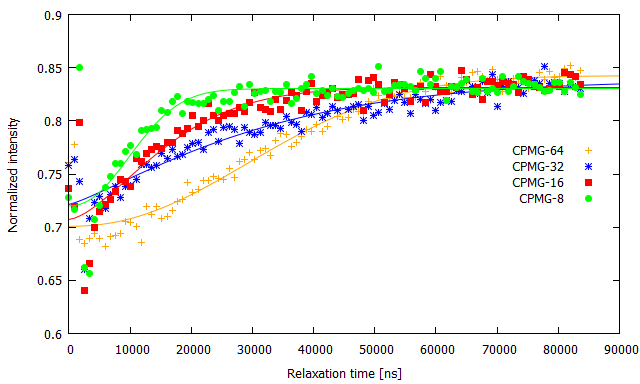 0.9
0.85
0.8
0.75
0.7
0.65
0.6
Normalized intensity
CPMG-64
CPMG-32
CPMG-16
CPMG-8
0 10000 20000 30000 40000 50000 60000 70000 80000 90000
Relaxation time [ns]